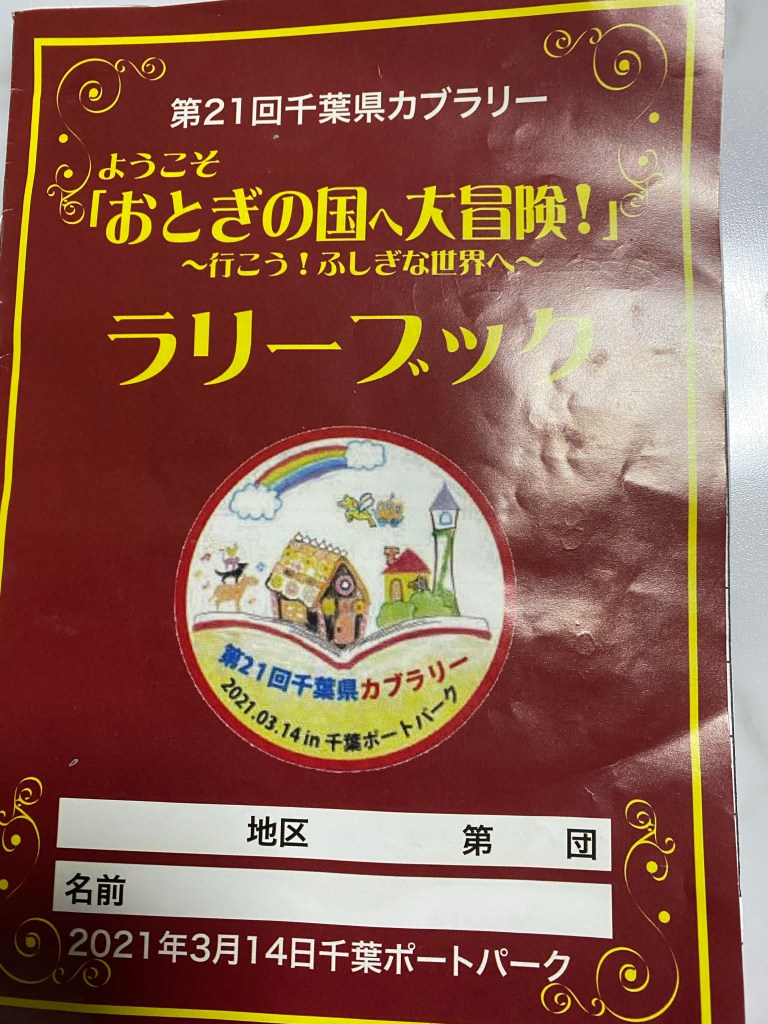 第21回千葉県カブラリー
ようこそ
「おとぎの国へ大冒険!」
～行こう！ふしぎな世界へ～
ラリーブック
第21回千葉県カブラリー
2021.03.14 in 千葉ポートパーク
地区 第 団
名前
2021年3月14日千葉ポートパーク